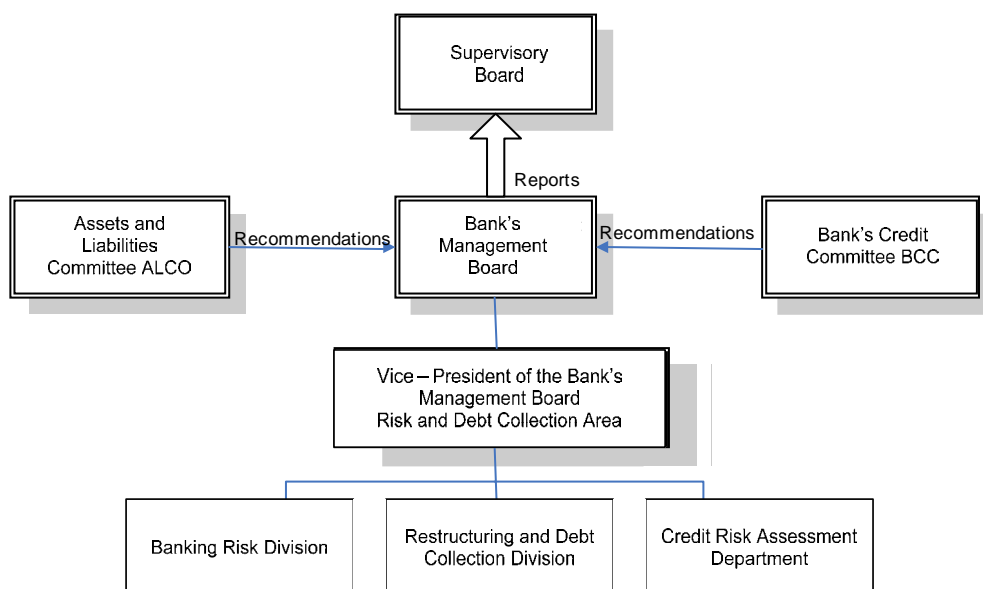 Supervisory
Board
Reports
Assets and
Liabilities
Committee ALCO
Recommendations
Bank's
Management
Board
Recommendations
Bank's Credit
Committee BCC
Vice – President of the Bank's
Management Board
Risk and Debt Collection Area
Banking Risk Division
Restructuring and Debt
Collection Division
Credit Risk Assessment
Department